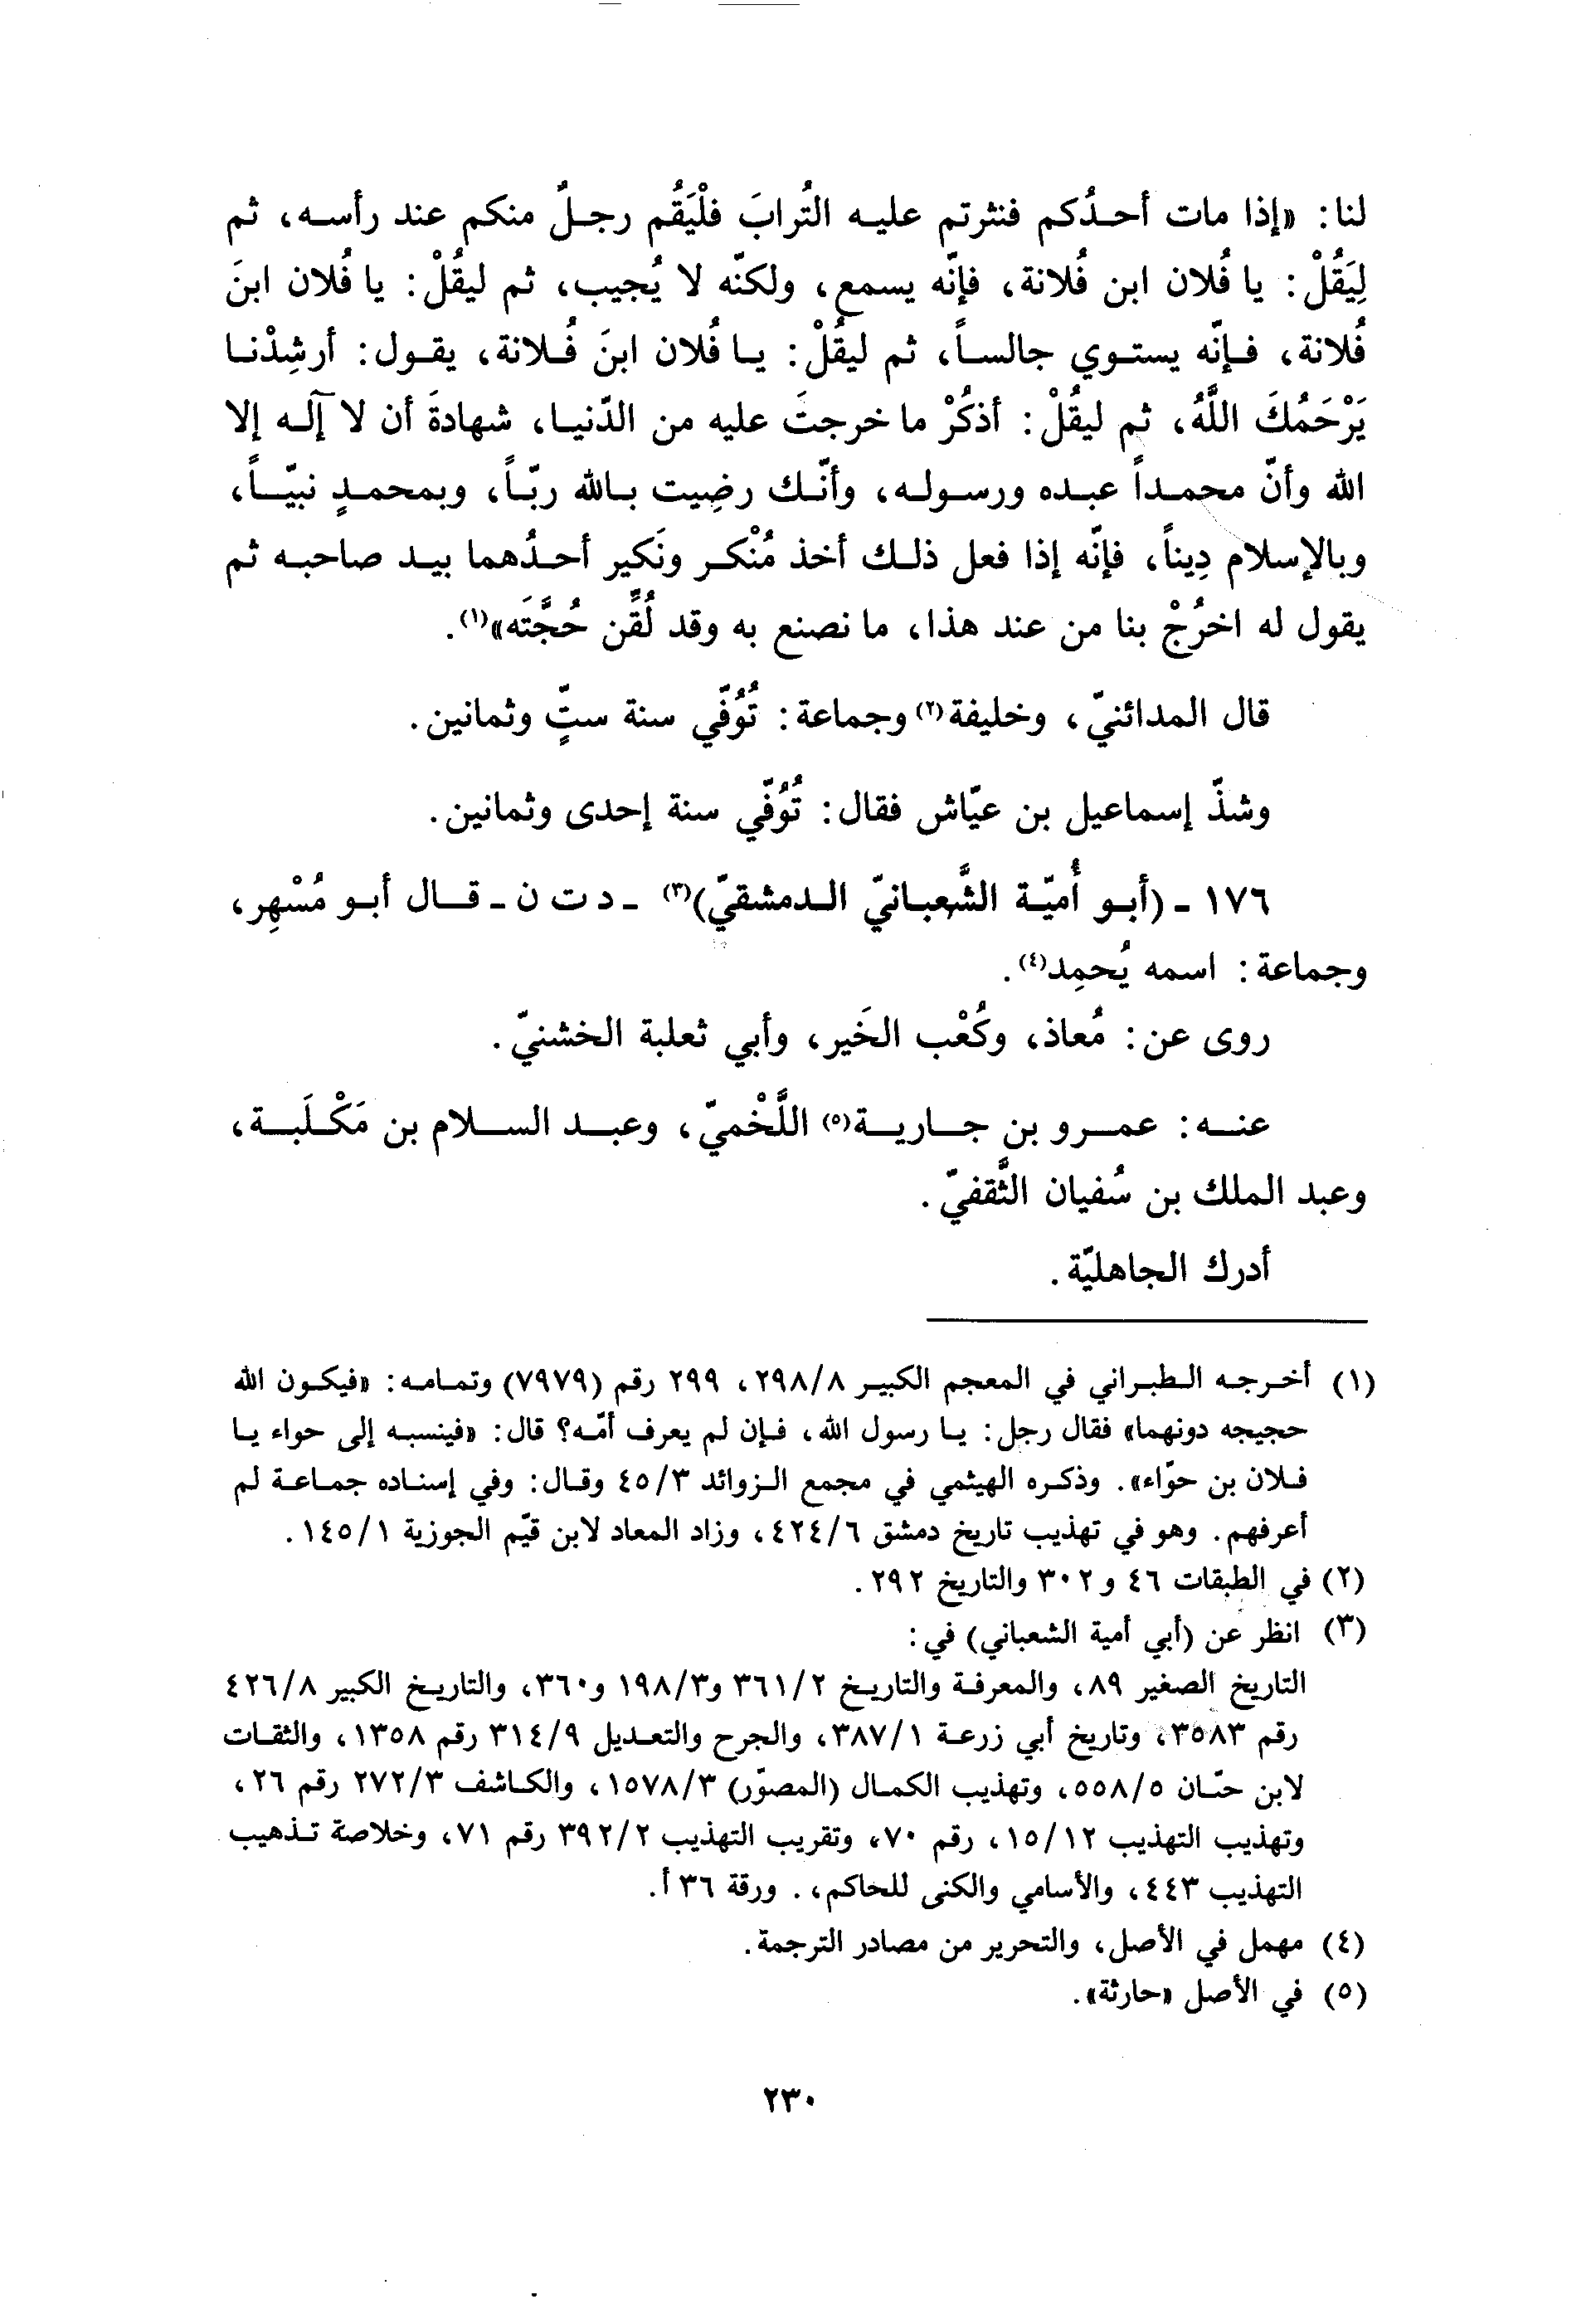 لنا: «إذا مات أحدُكم فنثرتم عليه التُرابَ فلْيَقُم رجلٌ منكم عند رأسه، ثم
لِيَقُلْ: يا فُلان ابن فُلانة، فإنّه يسمع، ولكنّه لا يُجيب، ثم ليقُلْ: يا فُلان ابنَ
فُلانة، فإنّه يستوي جالساً، ثم ليقُلْ: يا فُلان ابنَ فُلانة، يقول: أرشِدْنا
يَرْحَمُكَ اللَّهُ، ثم ليقُلْ: أذكُرْ ما خرجتَ عليه من الدّنيا، شهادةَ أن لا آله إلا
الله وأنّ محمداً عبده ورسوله، وأنّك رضِيت بالله ربّاً، وبمحمدٍ نبيّاً،
وبالإسلام دِيناً، فإنّه إذا فعل ذلك أخذ مُنْكر ونَكير أحدُهما بيد صاحبه ثم
يقول له اخرُجْ بنا من عند هذا، ما نصنع به وقد لُقِّن حُجَّتَه»(١).
قال المدائنيّ، وخليفة(٢) وجماعة: تُوُفّي سنة ستٍّ وثمانين.
وشذّ إسماعيل بن عيّاش فقال: تُوُفّي سنة إحدى وثمانين.
١٧٦ - (أبو أُميّة الشَّعبانيّ الدمشقيّ)(٣) - د ت ن - قال أبو مُسْهِر،
وجماعة: اسمه يُحمِد(٤).
روى عن: مُعاذ، وكُعْب الخَير، وأبي ثعلبة الخشنيّ.
عنه: عمرو بن جارية(٥) اللَّخْميّ، وعبد السلام بن مَكْلَبة،
وعبد الملك بن سُفيان الثَّقفيّ.
أدرك الجاهليّة.
(١) أخرجه الطبراني في المعجم الكبير ٢٩٨/٨، ٢٩٩ رقم (٧٩٧٩) وتمامه: «فيكون الله
حجيجه دونهما» فقال رجل: يا رسول الله، فإن لم يعرف أمّه؟ قال: «فينسبه إلى حواء يا
فلان بن حوّاء». وذكره الهيثمي في مجمع الزوائد ٤٥/٣ وقال: وفي إسناده جماعة لم
أعرفهم. وهو في تهذيب تاريخ دمشق ٤٢٤/٦، وزاد المعاد لابن قيّم الجوزية ١٤٥/١.
(٢) في الطبقات ٤٦ و ٣٠٢ والتاريخ ٢٩٢.
(٣) انظر عن (أبي أمية الشعباني) في:
التاريخ الصغير ٨٩، والمعرفة والتاريخ ٣٦١/٢ و١٩٨/٣ و٣٦٠، والتاريخ الكبير ٤٢٦/٨
رقم ٣٥٨٣، وتاريخ أبي زرعة ٣٨٧/١، والجرح والتعديل ٣١٤/٩ رقم ١٣٥٨، والثقات
لابن حبّان ٥٥٨/٥، وتهذيب الكمال (المصوّر) ١٥٧٨/٣، والكاشف ٢٧٢/٣ رقم ٢٦،
وتهذيب التهذيب ١٥/١٢، رقم ٧٠، وتقريب التهذيب ٣٩٢/٢ رقم ٧١، وخلاصة تذهيب
التهذيب ٤٤٣، والأسامي والكنى للحاكم،. ورقة ٣٦ أ.
(٤) مهمل في الأصل، والتحرير من مصادر الترجمة.
(٥) في الأصل «حارثة».
٢٣٠